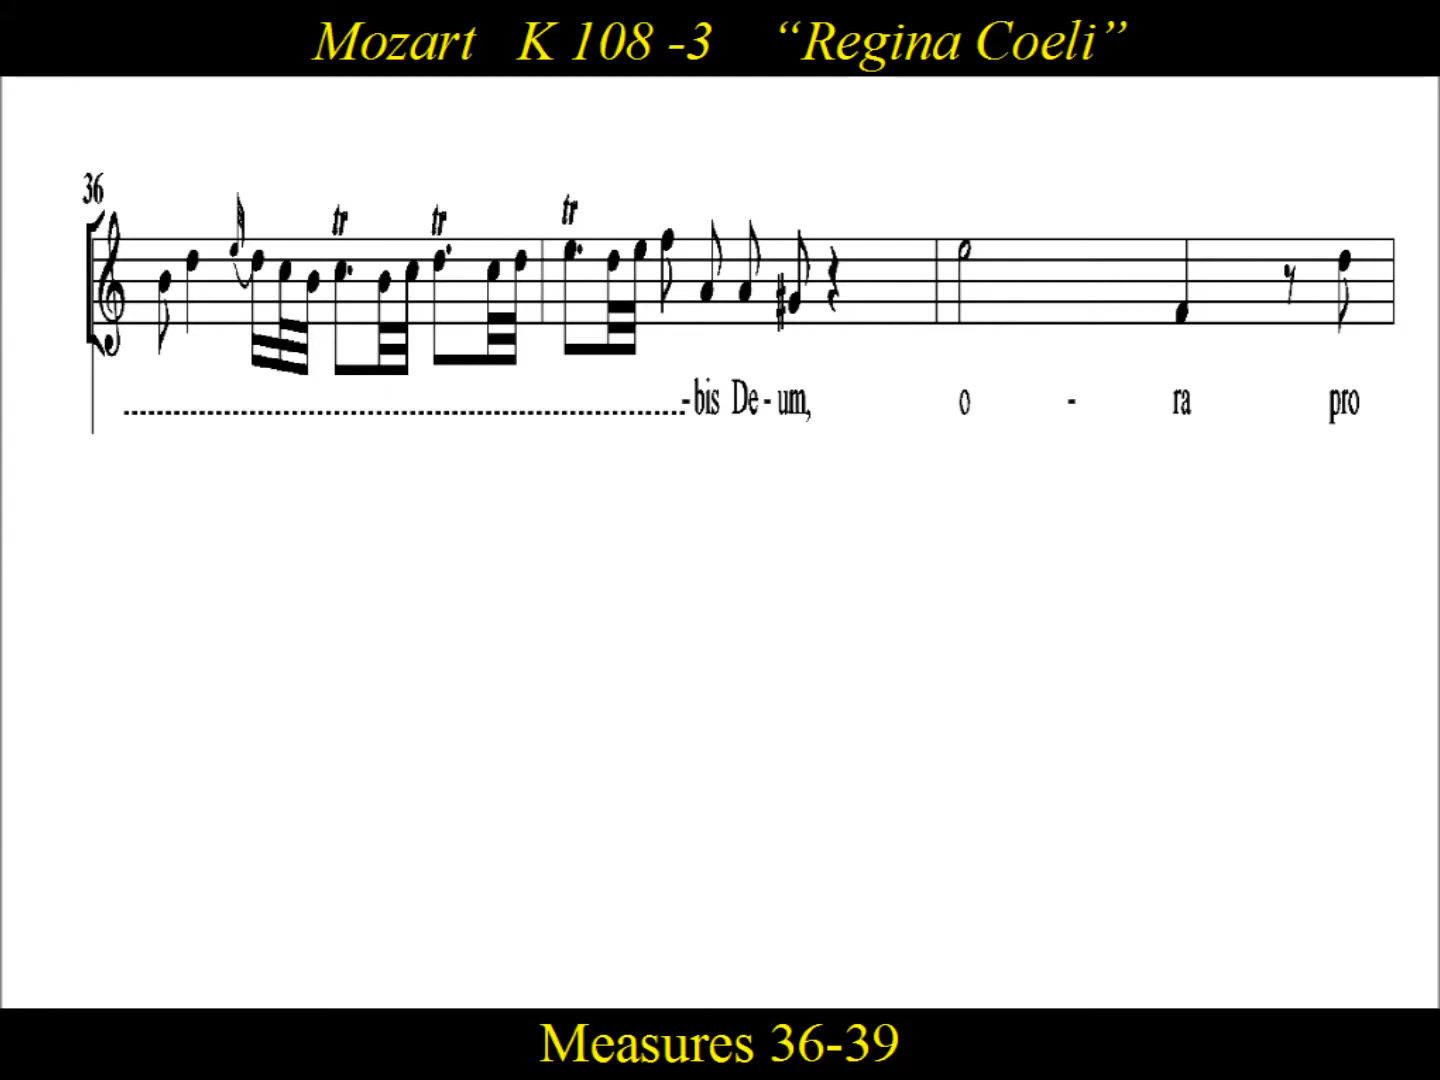 Mozart K 108 -3 “Regina Coeli”
36
tr tr tr
........................................................-bis De - um, o - ra pro
Measures 36-39